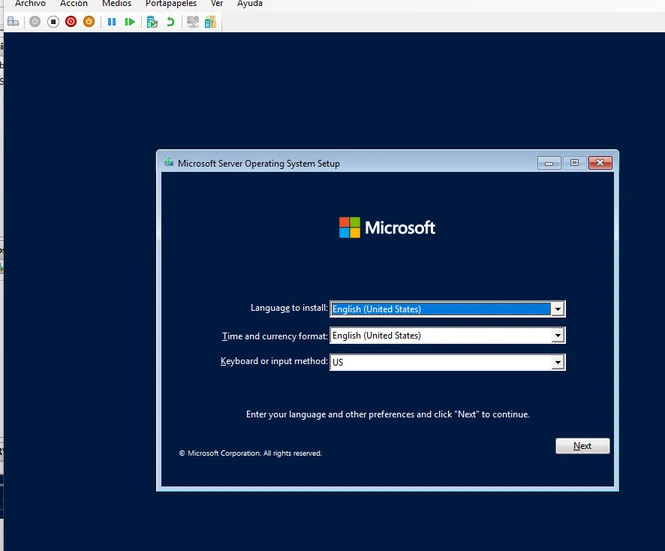 Archivo Acción Medios Portapapeles Ver Ayuda
Microsoft Server Operating System Setup
Microsoft
Language to install: English (United States)
Time and currency format: English (United States)
Keyboard or input method: US
Enter your language and other preferences and click "Next" to continue.
Next
© Microsoft Corporation. All rights reserved.